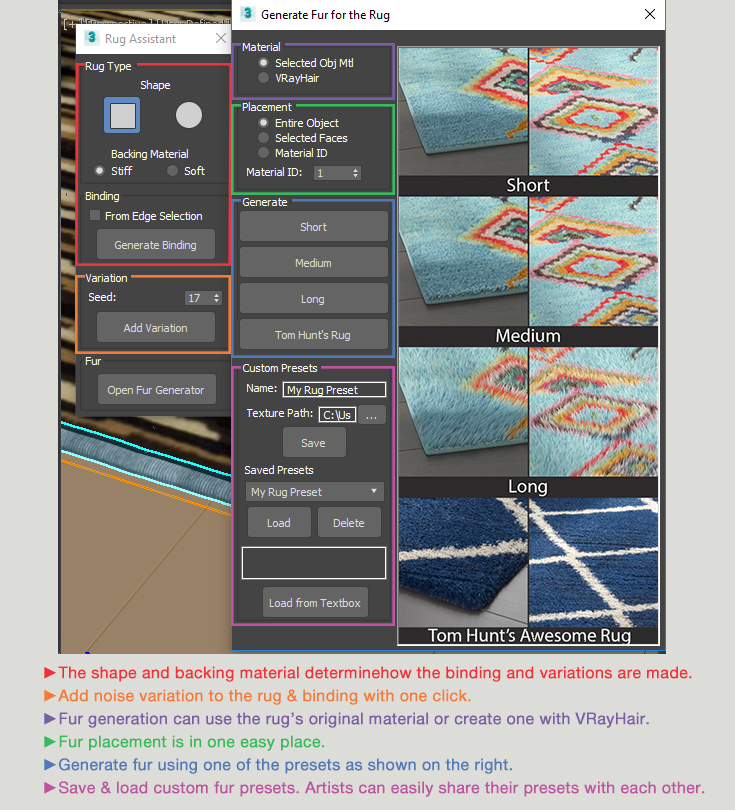 Generate Fur for the Rug
Rug Assistant
Rug Type
Shape
Backing Material
Stiff
Soft
Binding
From Edge Selection
Generate Binding
Variation
Seed:
17
Add Variation
Fur
Open Fur Generator
Material
Selected Obj Mtl
VRayHair
Placement
Entire Object
Selected Faces
Material ID
Material ID:
1
Generate
Short
Medium
Long
Tom Hunt's Rug
Custom Presets
Name:
My Rug Preset
Texture Path:
C:\Us
...
Save
Saved Presets
My Rug Preset
Load
Delete
Load from Textbox
Short
Medium
Long
Tom Hunt's Awesome Rug
▶The shape and backing material determinehow the binding and variations are made.
▶Add noise variation to the rug & binding with one click.
▶Fur generation can use the rug's original material or create one with VRayHair.
▶Fur placement is in one easy place.
▶Generate fur using one of the presets as shown on the right.
▶Save & load custom fur presets. Artists can easily share their presets with each other.